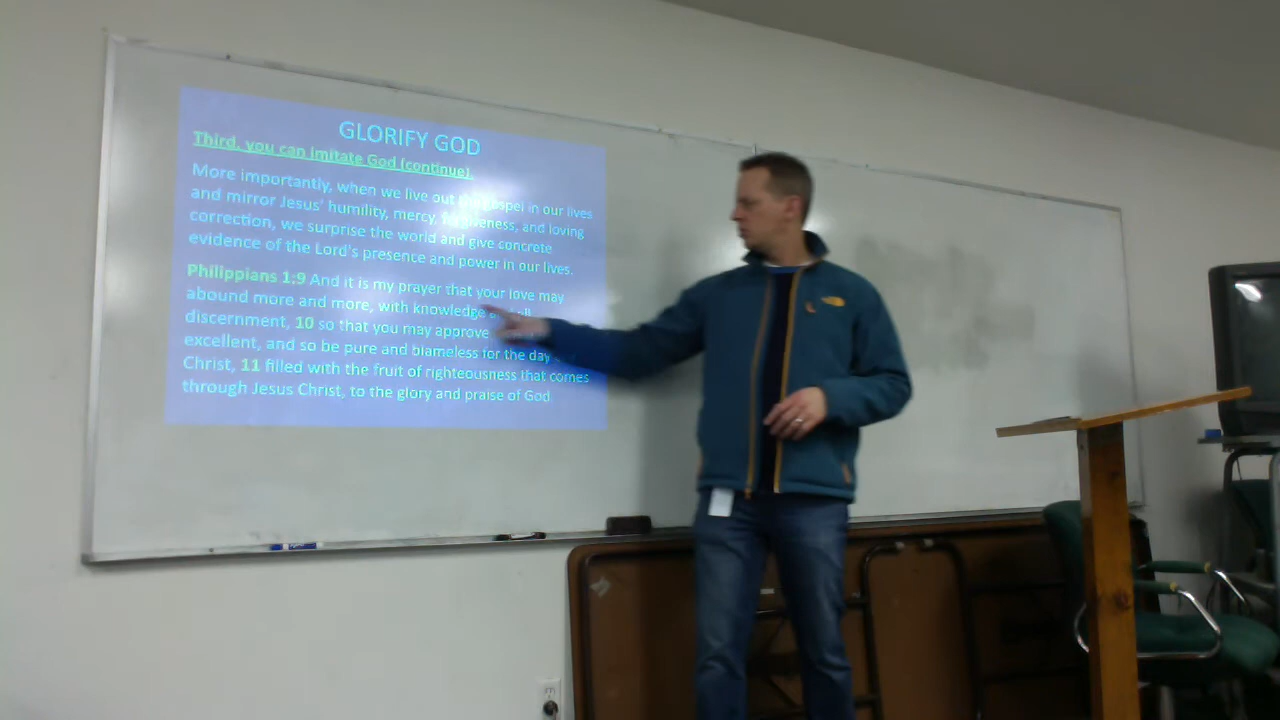 GLORIFY GOD
Third, you can imitate God (continue).
More importantly, when we live out in our lives
and mirror Jesus' humility, mercy, and loving
correction, we surprise the world and give concrete
evidence of the Lord's presence and power in our lives.
Philippians 1:9 And it is my prayer that your love may
abound more and more, with knowledge
discernment, 10 so that you may approve
excellent, and so be pure and blameless for the day
Christ, 11 filled with the fruit of righteousness that comes
through Jesus Christ, to the glory and praise of God.